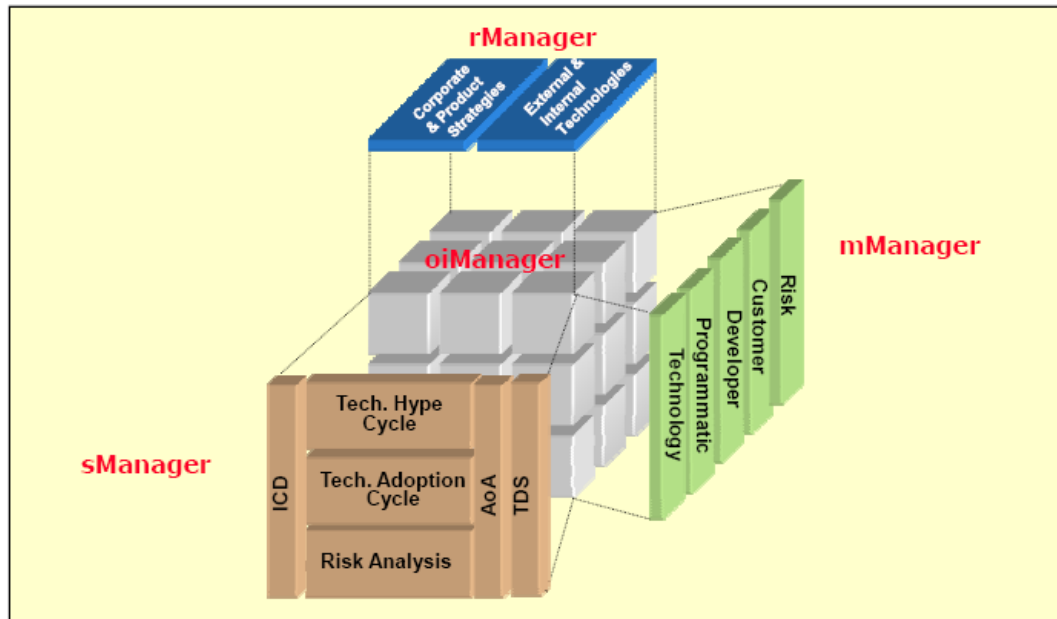 rManager
Corporate
& Product
Strategies
External &
Internal
Technologies
oiManager
mManager
Technology
Programmatic
Developer
Customer
Risk
sManager
ICD
Tech. Hype
Cycle
Tech. Adoption
Cycle
Risk Analysis
AoA
TDS